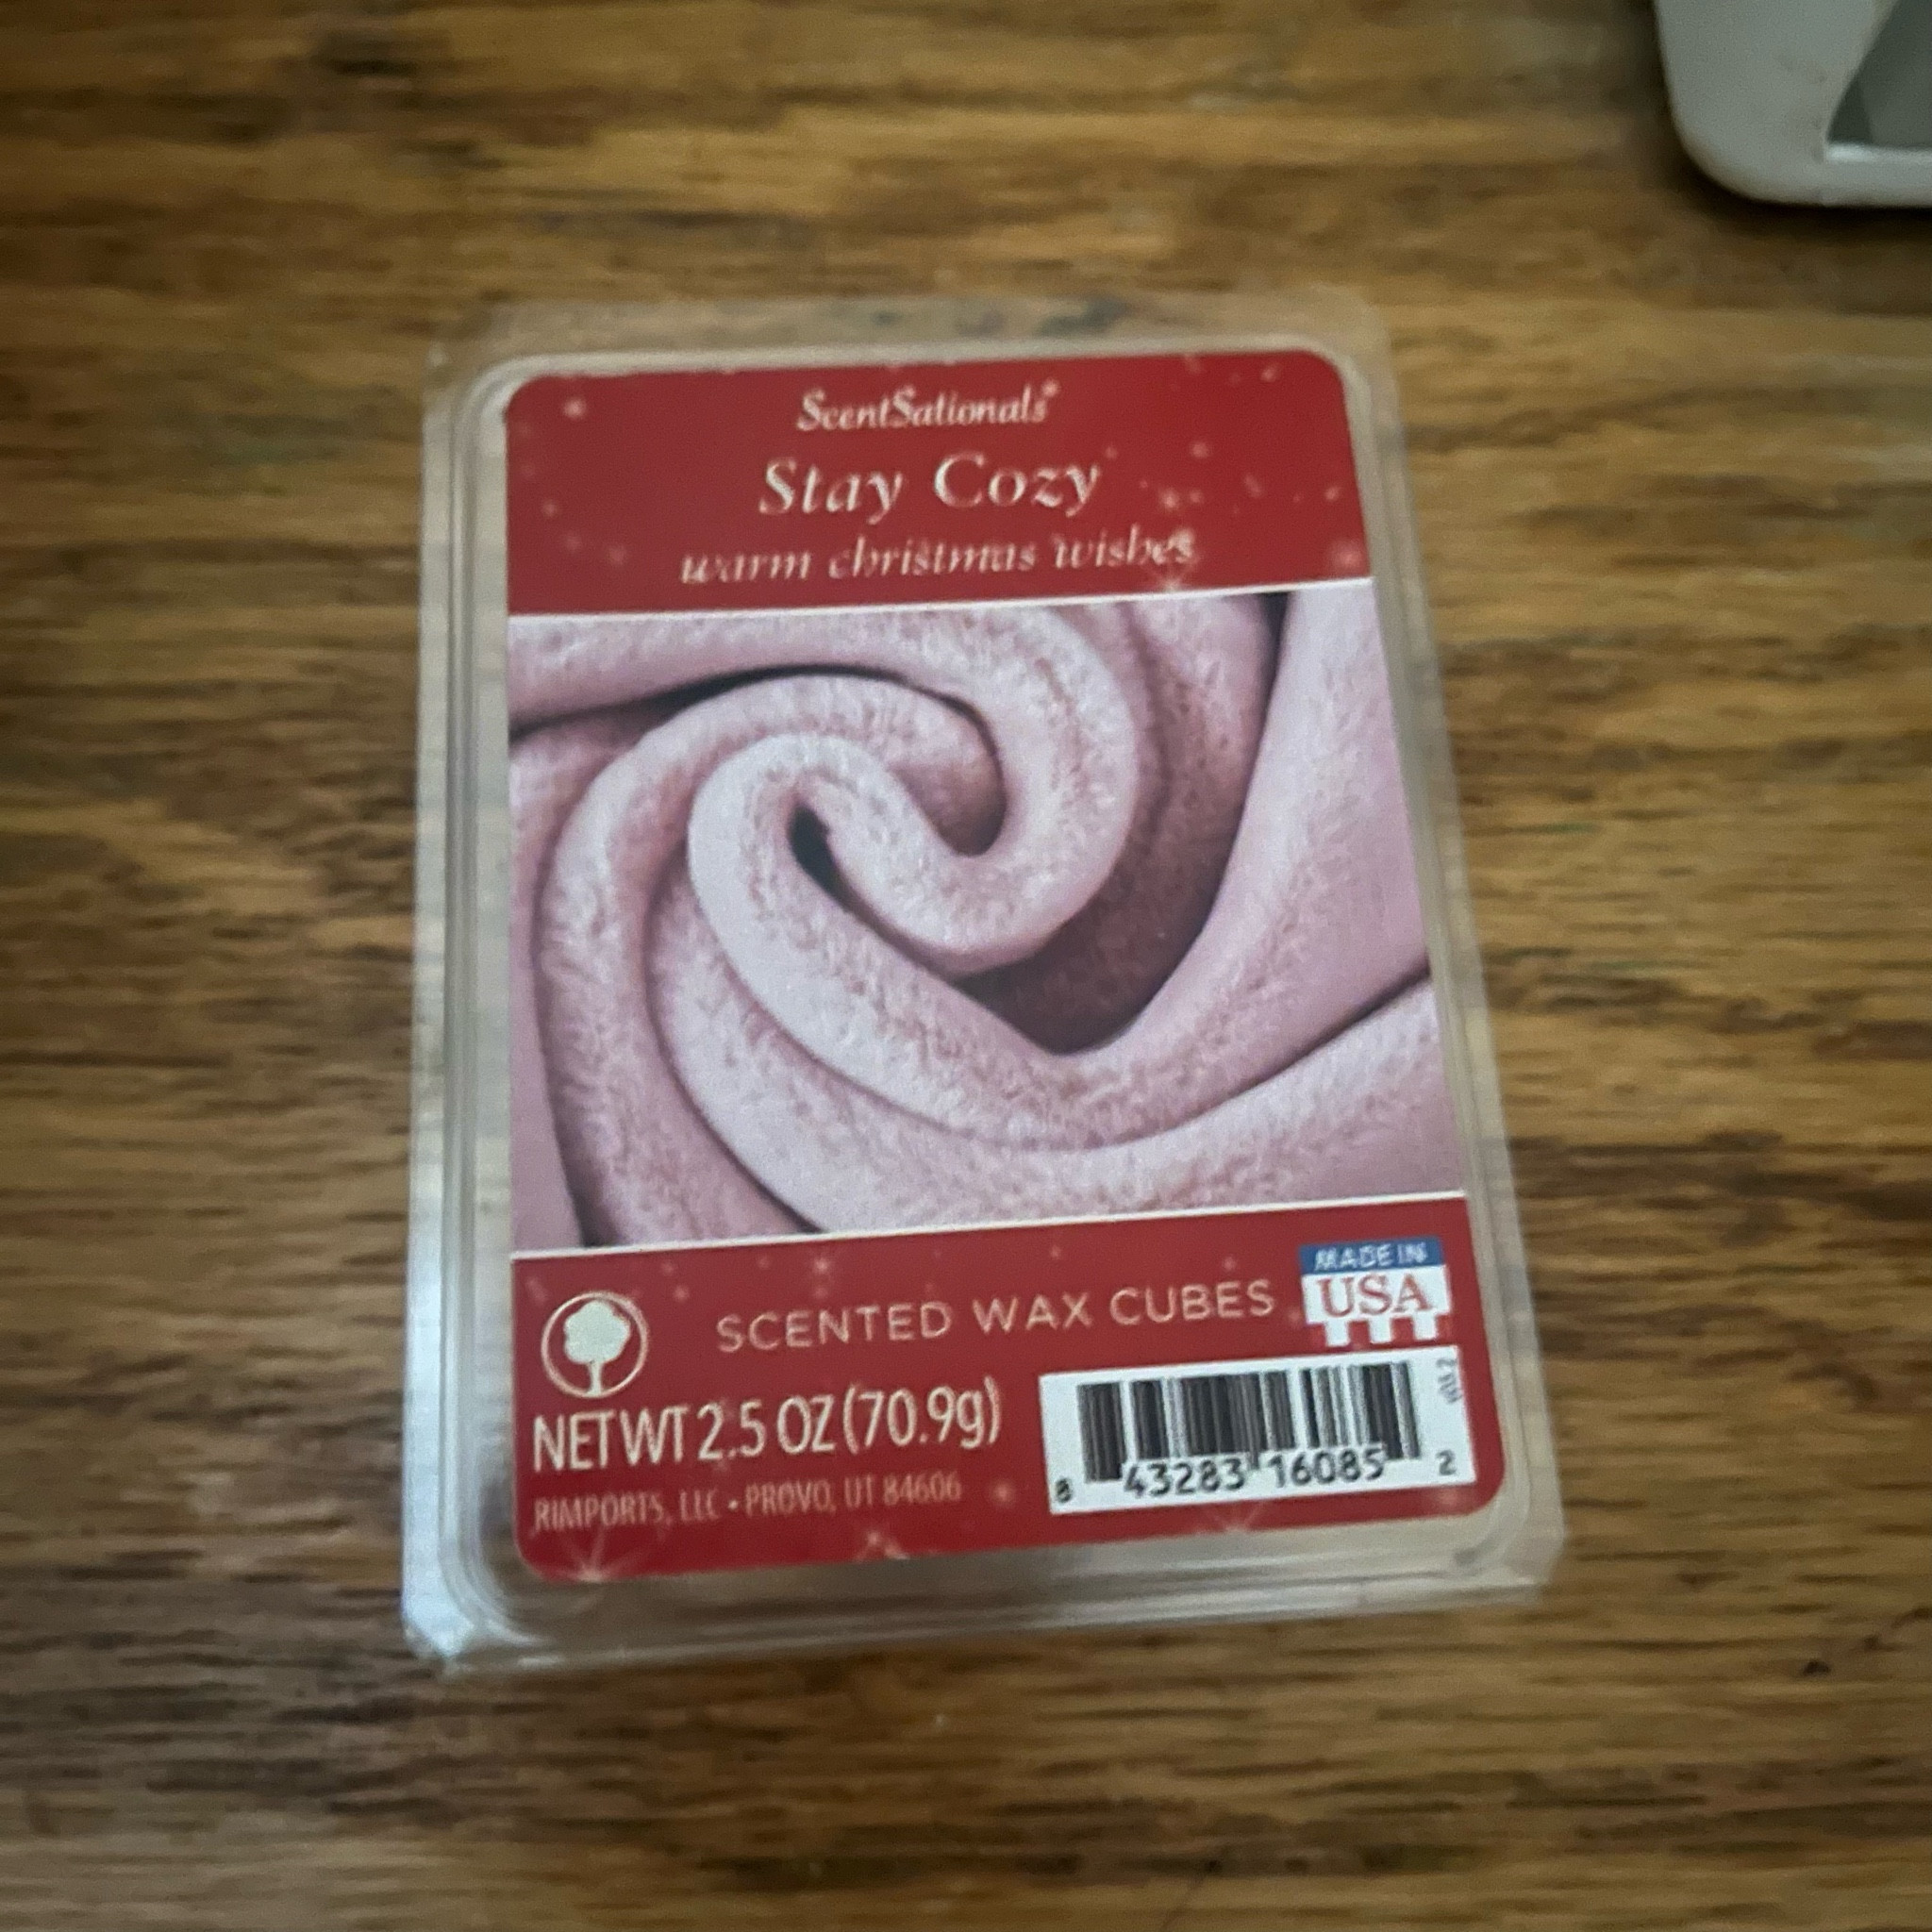 ScentSationals®
Stay Cozy
warm christmas wishes
SCENTED WAX CUBES
MADE IN
USA
NET WT 2.5 OZ (70.9g)
RIMPORTS, LLC • PROVO, UT 84606
8 43283 16085 2